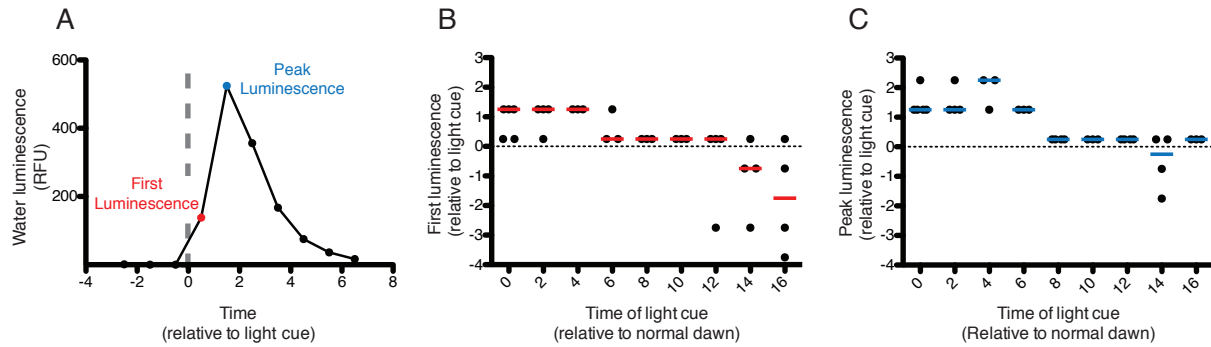 A
Water luminescence
(RFU)
600
400
200
Peak
Luminescence
First
Luminescence
-4
-2
0
2
4
6
8
Time
(relative to light cue)
B
First luminescence
(relative to light cue)
3
2
1
0
-1
-2
-3
-4
0
2
4
6
8
10
12
14
16
Time of light cue
(relative to normal dawn)
C
Peak luminescence
(relative to light cue)
3
2
1
0
-1
-2
-3
-4
0
2
4
6
8
10
12
14
16
Time of light cue
(Relative to normal dawn)